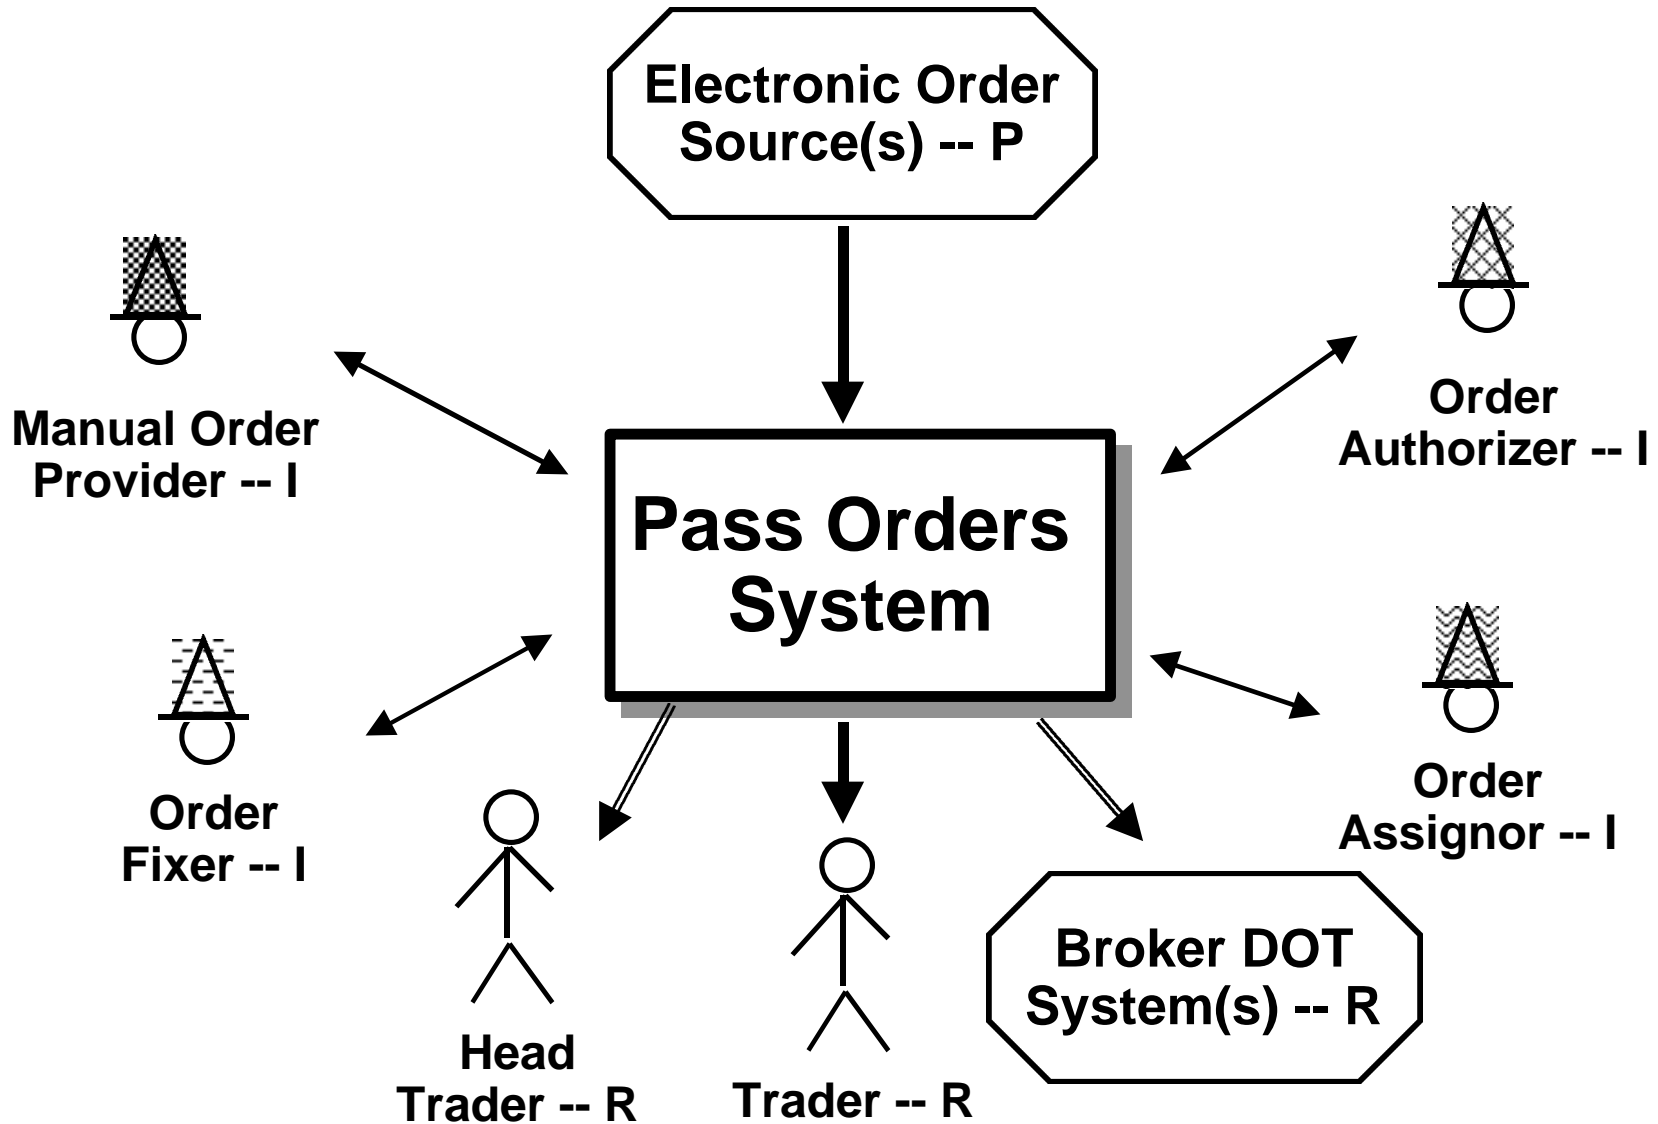 Electronic Order
Source(s) -- P
Manual Order
Provider -- I
Order
Authorizer -- I
Pass Orders
System
Order
Fixer -- I
Order
Assignor -- I
Head
Trader -- R
Trader -- R
Broker DOT
System(s) -- R